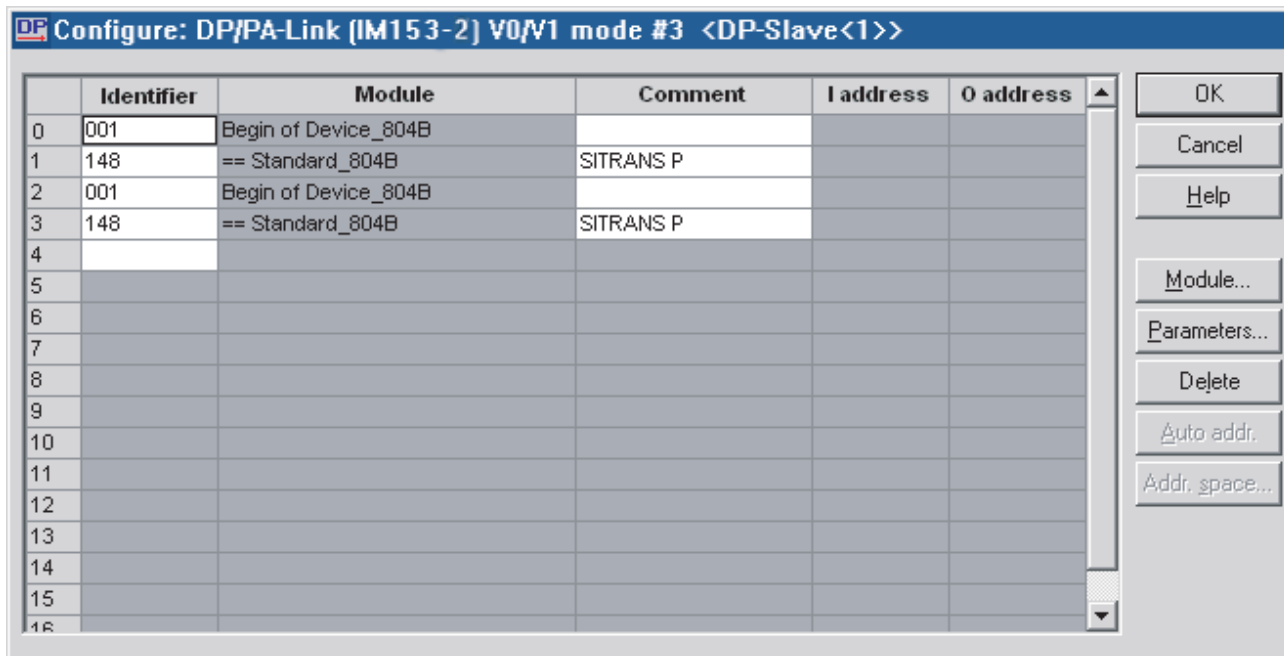 DP Configure: DP/PA-Link (IM153-2) V0/V1 mode #3 <DP-Slave<1>>
Identifier Module Comment I address O address
OK
0 001 Begin of Device_804B
Cancel
1 148 == Standard_804B SITRANS P
2 001 Begin of Device_804B
Help
3 148 == Standard_804B SITRANS P
4
5
Module...
6
Parameters...
7
8
Delete
9
10
Auto addr.
11
Addr. space...
12
13
14
15
16